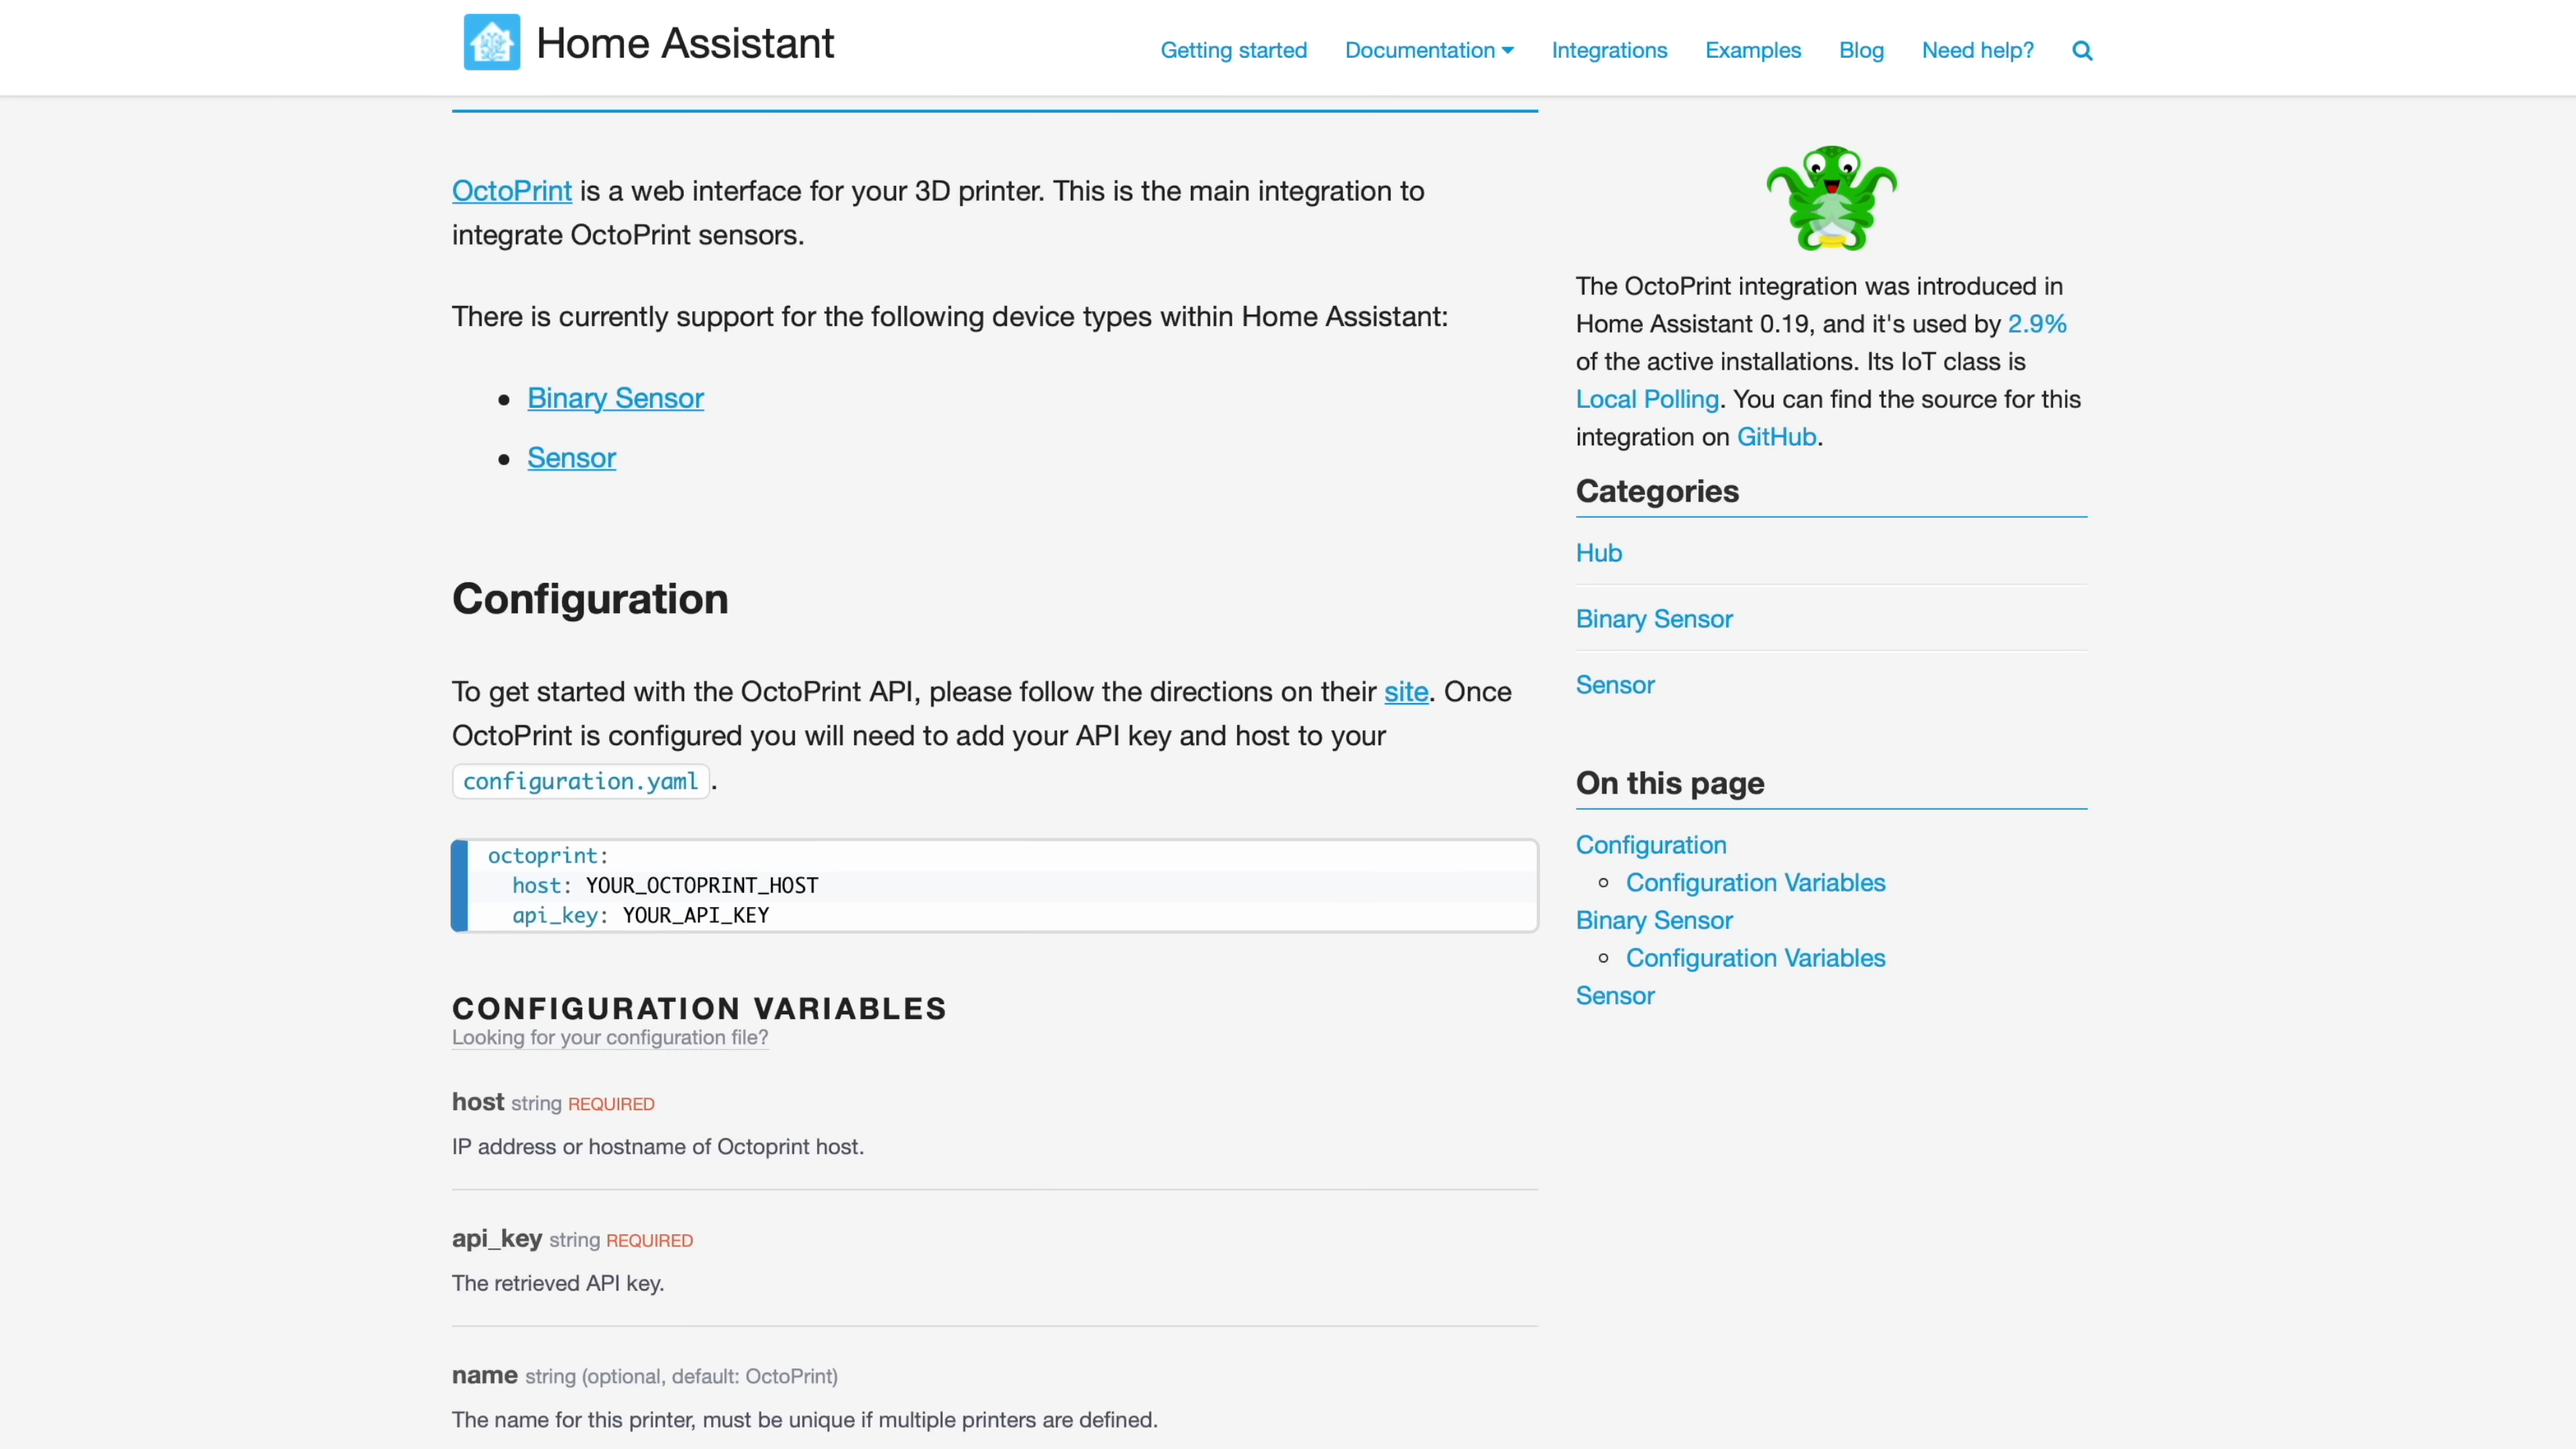 Home Assistant
Getting started
Documentation
Integrations
Examples
Blog
Need help?
OctoPrint is a web interface for your 3D printer. This is the main integration to
integrate OctoPrint sensors.
There is currently support for the following device types within Home Assistant:
Binary Sensor
Sensor
Configuration
To get started with the OctoPrint API, please follow the directions on their site. Once
OctoPrint is configured you will need to add your API key and host to your
configuration.yaml.
octoprint:
host: YOUR_OCTOPRINT_HOST
api_key: YOUR_API_KEY
CONFIGURATION VARIABLES
Looking for your configuration file?
host string REQUIRED
IP address or hostname of Octoprint host.
api_key string REQUIRED
The retrieved API key.
name string (optional, default: OctoPrint)
The name for this printer, must be unique if multiple printers are defined.
The OctoPrint integration was introduced in
Home Assistant 0.19, and it's used by 2.9%
of the active installations. Its IoT class is
Local Polling. You can find the source for this
integration on GitHub.
Categories
Hub
Binary Sensor
Sensor
On this page
Configuration
Configuration Variables
Binary Sensor
Configuration Variables
Sensor